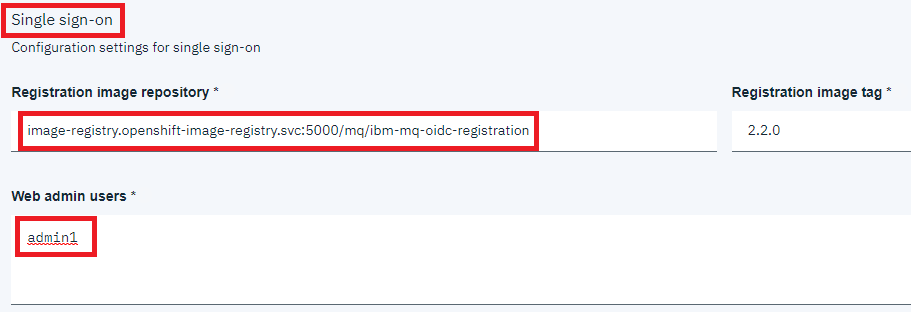 Single sign-on
Configuration settings for single sign-on
Registration image repository *
Registration image tag *
image-registry.openshift-image-registry.svc:5000/mq/ibm-mq-oidc-registration
2.2.0
Web admin users *
admin1